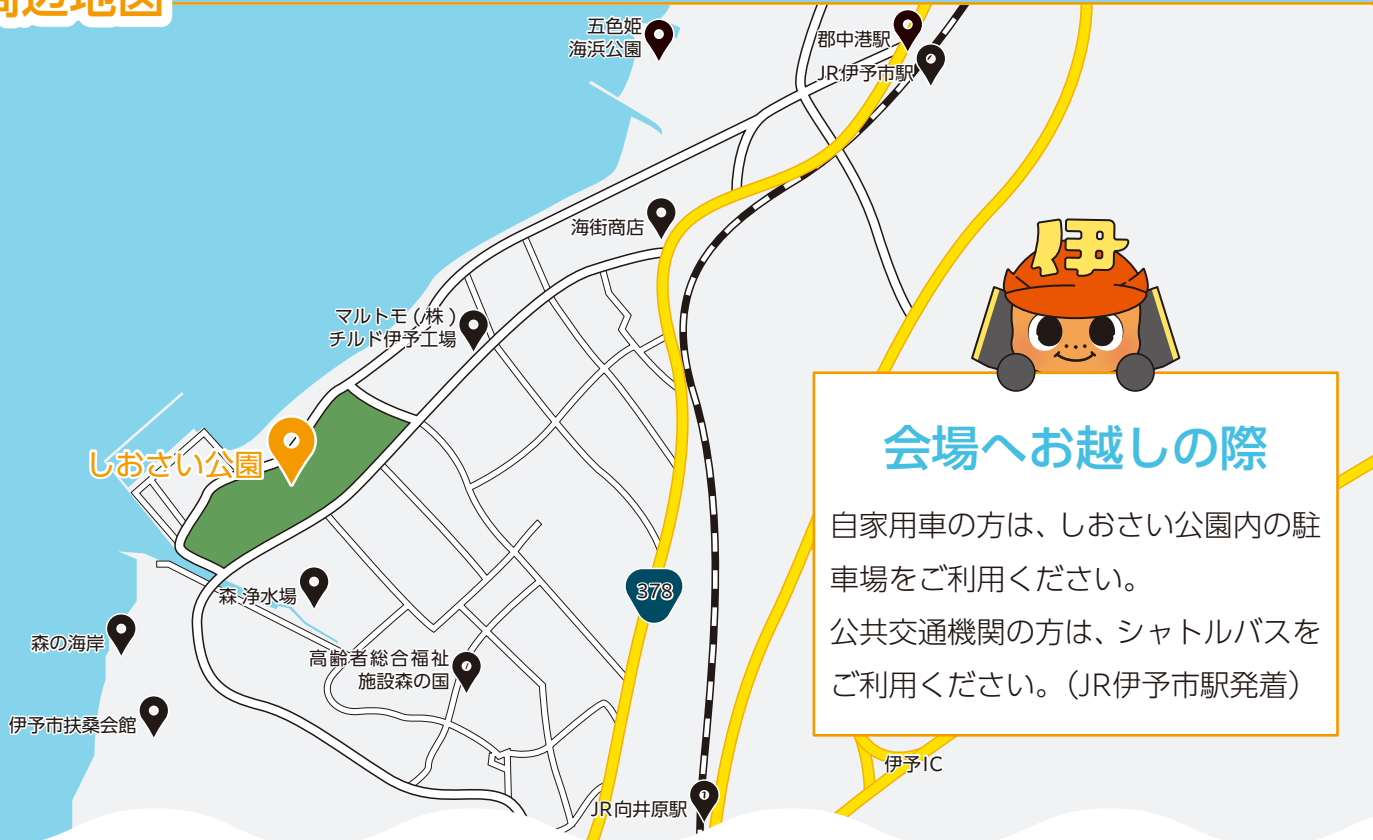 周辺地図
五色姫
海浜公園
郡中港駅
JR伊予市駅
海街商店
マルトモ(株)
チルド伊予工場
しおさい公園
伊
会場へお越しの際
自家用車の方は、しおさい公園内の駐
車場をご利用ください。
公共交通機関の方は、シャトルバスを
ご利用ください。(JR伊予市駅発着)
378
森浄水場
森の海岸
高齢者総合福祉
施設森の国
伊予市扶桑会館
伊予IC
JR向井原駅